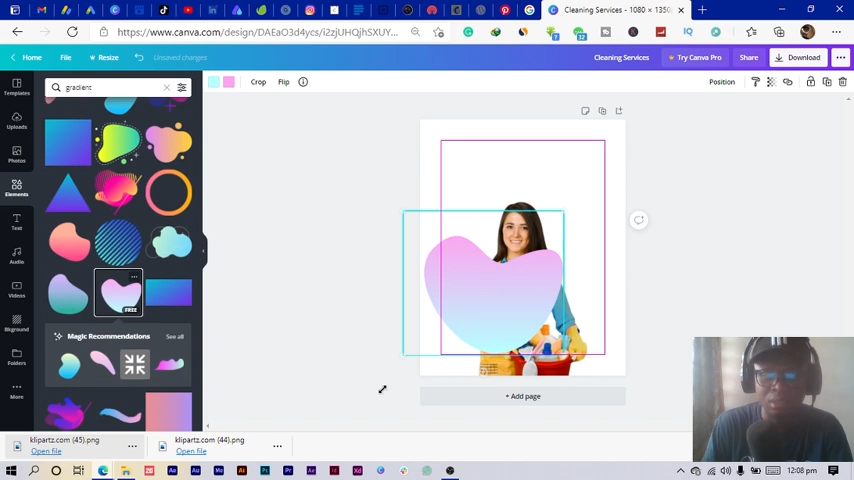 Cleaning Services - 1080 × 1350
https://www.canva.com/design/DAEaO3d4ycs/i2zjUHQjhSXUY...
Home
File
Resize
Unsaved changes
Cleaning Services
Try Canva Pro
Share
Download
Templates
gradient
Crop
Flip
Position
Uploads
Photos
Elements
Text
Audio
Videos
FREE
Bkground
Magic Recommendations
See all
Folders
More
+ Add page
klipartz.com (45).png
Open file
klipartz.com (44).png
Open file
12:08 pm